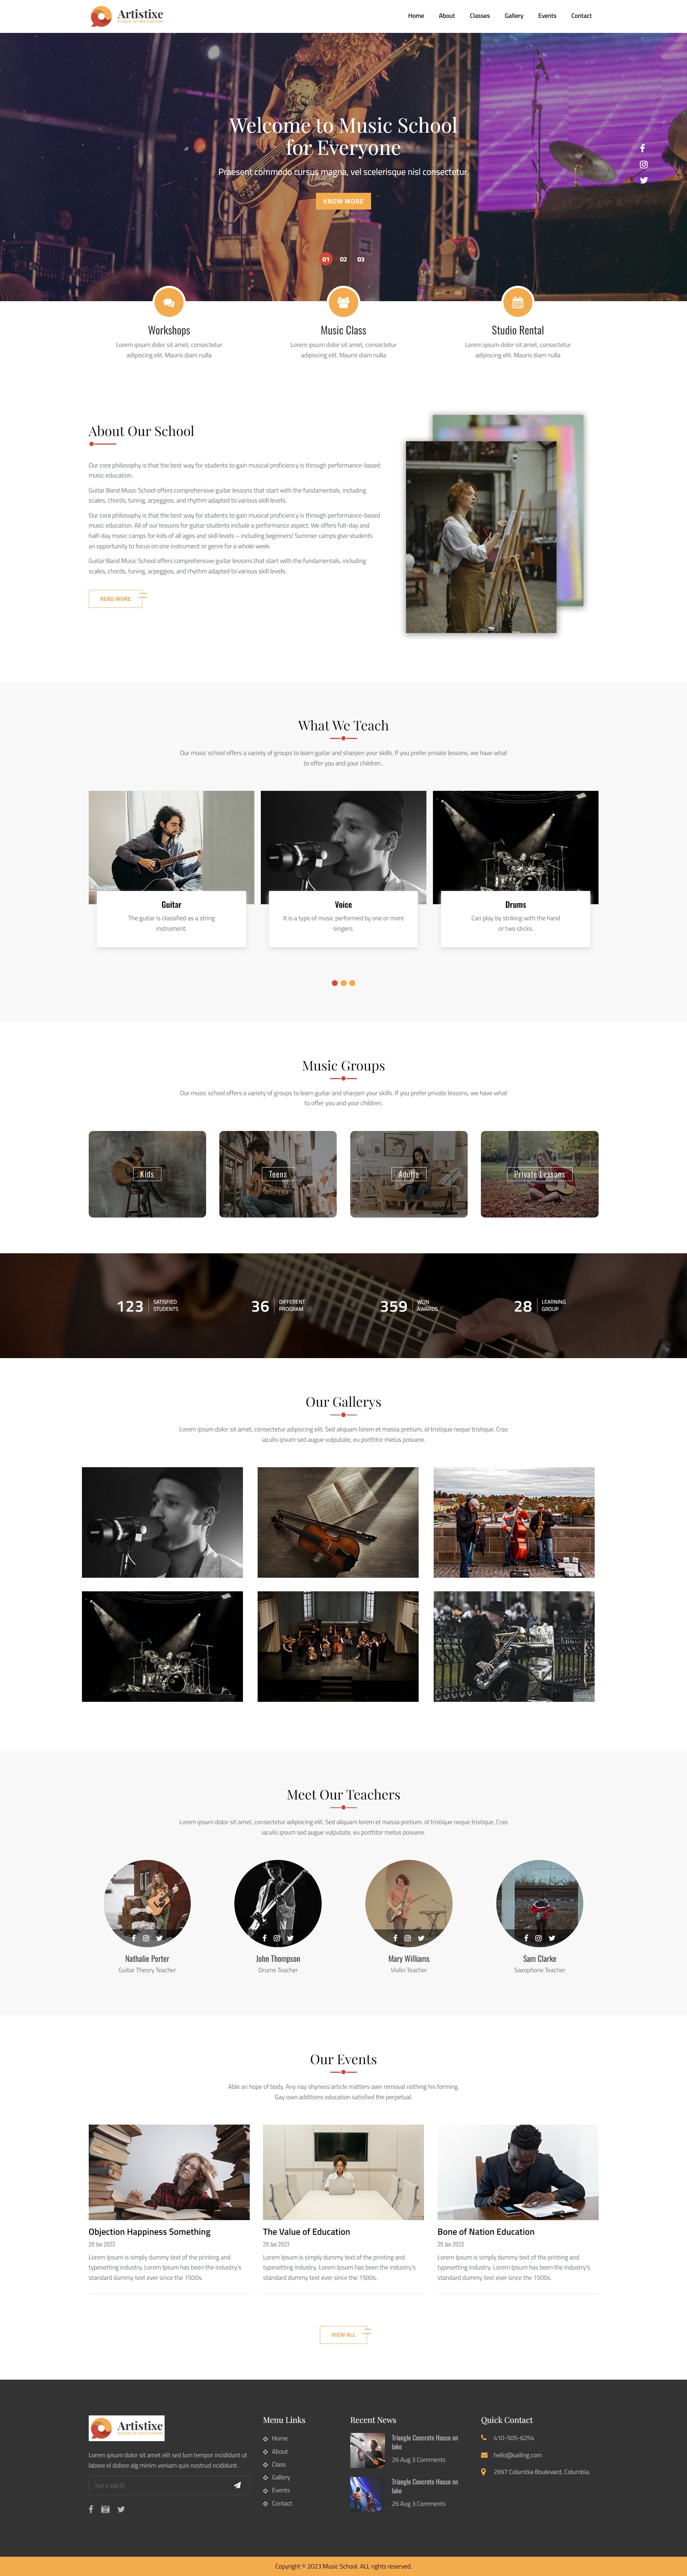 Artistixe
SCHOOL OF ART & DESIGN
Home About Classes Gallery Events Contact
Welcome to Music School
for Everyone
Praesent commodo cursus magna, vel scelerisque nisl consectetur.
KNOW MORE
01 02 03
Workshops
Lorem ipsum dolor sit amet, consectetur
adipiscing elit. Mauris diam nulla
Music Class
Lorem ipsum dolor sit amet, consectetur
adipiscing elit. Mauris diam nulla
Studio Rental
Lorem ipsum dolor sit amet, consectetur
adipiscing elit. Mauris diam nulla
About Our School
Our core philosophy is that the best way for students to gain musical proficiency is through performance-based
music education.
Guitar Band Music School offers comprehensive guitar lessons that start with the fundamentals, including
scales, chords, tuning, arpeggios, and rhythm adapted to various skill levels.
Our core philosophy is that the best way for students to gain musical proficiency is through performance-based
music education. All of our lessons for guitar students include a performance aspect. We offers full-day and
half-day music camps for kids of all ages and skill levels – including beginners! Summer camps give students
an opportunity to focus on one instrument or genre for a whole week.
Guitar Band Music School offers comprehensive guitar lessons that start with the fundamentals, including
scales, chords, tuning, arpeggios, and rhythm adapted to various skill levels.
READ MORE
What We Teach
Our music school offers a variety of groups to learn guitar and sharpen your skills. If you prefer private lessons, we have what
to offer you and your children..
Guitar
The guitar is classified as a string
instrument.
Voice
It is a type of music performed by one or more
singers.
Drums
Can play by striking with the hand
or two sticks.
Music Groups
Our music school offers a variety of groups to learn guitar and sharpen your skills. If you prefer private lessons, we have what
to offer you and your children.
Kids
Teens
Adults
Private Lessons
123 SATISFIED
STUDENTS
36 DIFFERENT
PROGRAM
359 WON
AWARDS
28 LEARNING
GROUP
Our Gallerys
Lorem ipsum dolor sit amet, consectetur adipiscing elit. Sed aliquam lorem et massa pretium, id tristique neque tristique. Cras
iaculis ipsum sed augue vulputate, eu porttitor metus posuere.
Meet Our Teachers
Lorem ipsum dolor sit amet, consectetur adipiscing elit. Sed aliquam lorem et massa pretium, id tristique neque tristique. Cras
iaculis ipsum sed augue vulputate, eu porttitor metus posuere.
Nathalie Porter
Guitar Theory Teacher
John Thompson
Drums Teacher
Mary Williams
Violin Teacher
Sam Clarke
Saxophone Teacher
Our Events
Able an hope of body. Any nay shyness article matters own removal nothing his forming.
Gay own additions education satisfied the perpetual.
Objection Happiness Something
29 Jan 2023
Lorem Ipsum is simply dummy text of the printing and
typesetting industry. Lorem Ipsum has been the industry's
standard dummy text ever since the 1500s.
The Value of Education
29 Jan 2023
Lorem Ipsum is simply dummy text of the printing and
typesetting industry. Lorem Ipsum has been the industry's
standard dummy text ever since the 1500s.
Bone of Nation Education
29 Jan 2023
Lorem Ipsum is simply dummy text of the printing and
typesetting industry. Lorem Ipsum has been the industry's
standard dummy text ever since the 1500s.
VIEW ALL
Artistixe
SCHOOL OF ART & DESIGN
Lorem ipsum dolor sit amet elit sed lum tempor incididunt ut
labore el dolore alg minim veniam quis nostrud ncididunt.
Your e-mail ID
Menu Links
Home
About
Class
Gallery
Events
Contact
Recent News
Triangle Concrete House on
lake
26 Aug 3 Comments
Triangle Concrete House on
lake
26 Aug 3 Comments
Quick Contact
410-505-6254
hello@sailing.com
2697 Columbia Boulevard, Columbia.
Copyright © 2023 Music School. ALL rights reserved.